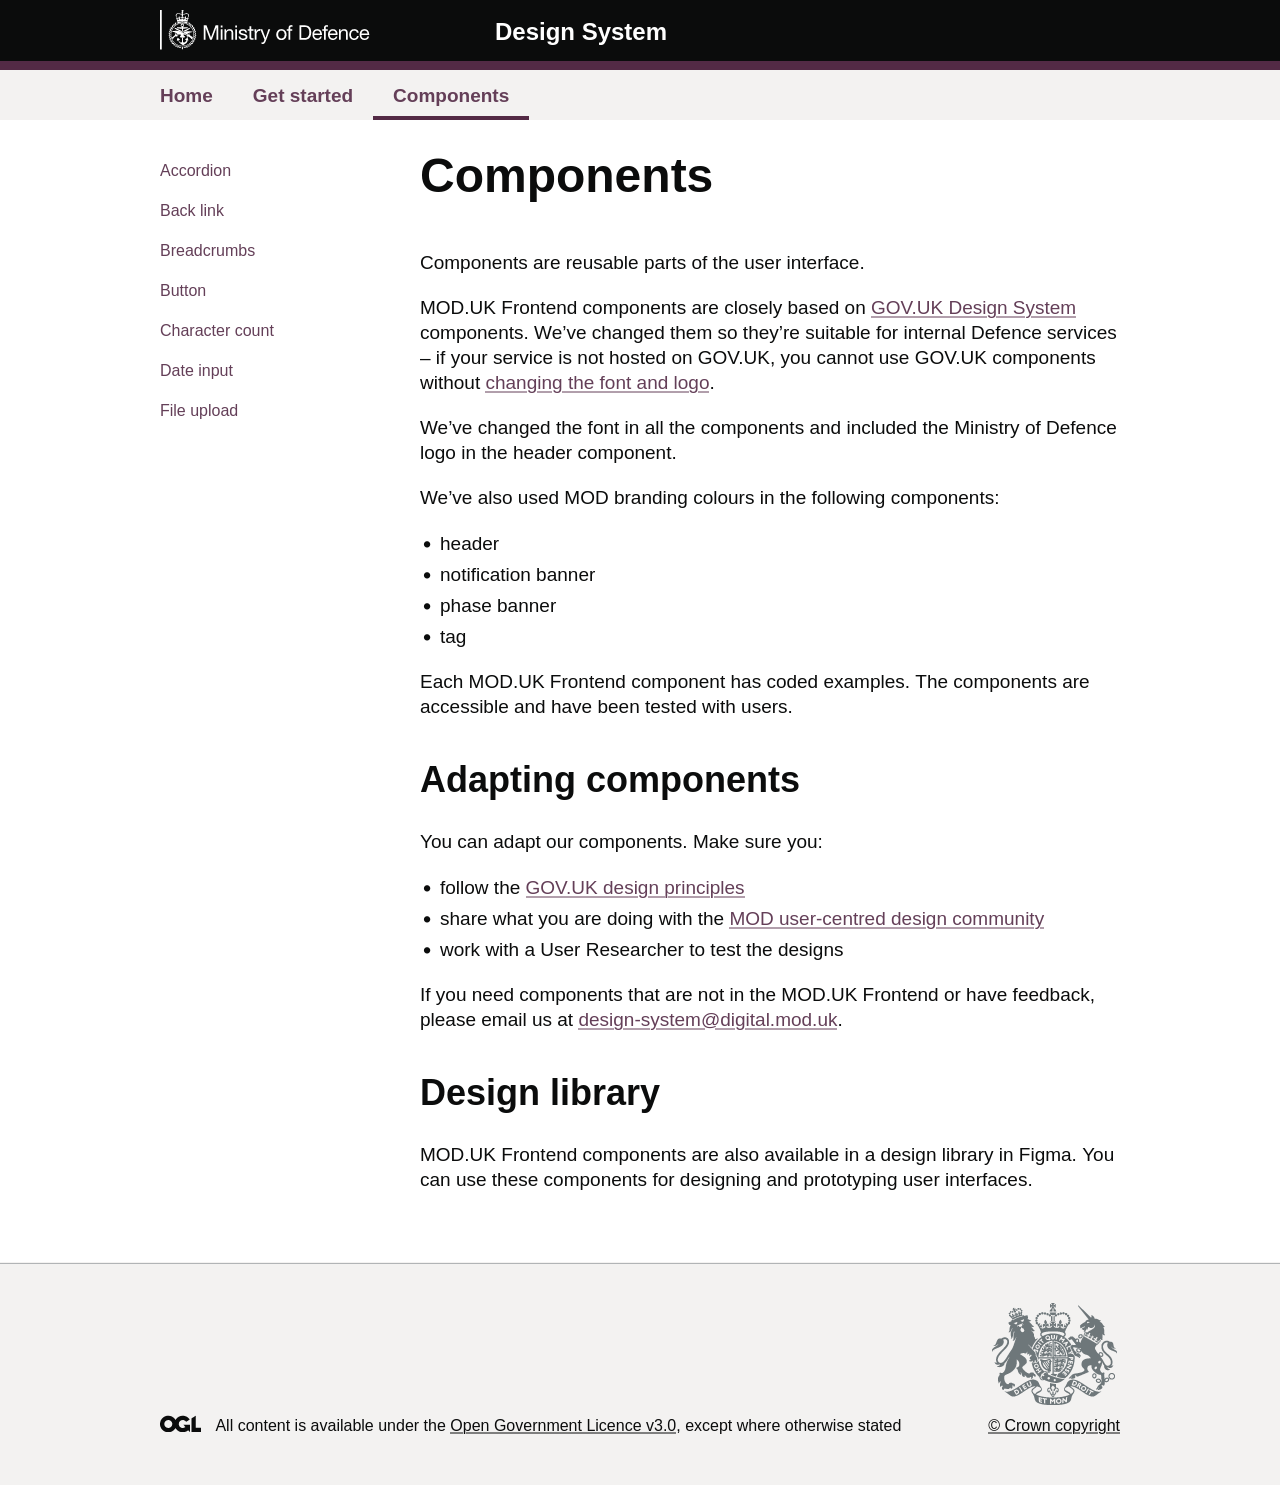 Ministry of Defence
Design System
Home
Get started
Components
Accordion
Back link
Breadcrumbs
Button
Character count
Date input
File upload
Components
Components are reusable parts of the user interface.
MOD.UK Frontend components are closely based on GOV.UK Design System
components. We’ve changed them so they’re suitable for internal Defence services
– if your service is not hosted on GOV.UK, you cannot use GOV.UK components
without changing the font and logo.
We’ve changed the font in all the components and included the Ministry of Defence
logo in the header component.
We’ve also used MOD branding colours in the following components:
• header
• notification banner
• phase banner
• tag
Each MOD.UK Frontend component has coded examples. The components are
accessible and have been tested with users.
Adapting components
You can adapt our components. Make sure you:
• follow the GOV.UK design principles
• share what you are doing with the MOD user-centred design community
• work with a User Researcher to test the designs
If you need components that are not in the MOD.UK Frontend or have feedback,
please email us at design-system@digital.mod.uk.
Design library
MOD.UK Frontend components are also available in a design library in Figma. You
can use these components for designing and prototyping user interfaces.
DIEU ET MON DROIT
OGL
All content is available under the Open Government Licence v3.0, except where otherwise stated
© Crown copyright